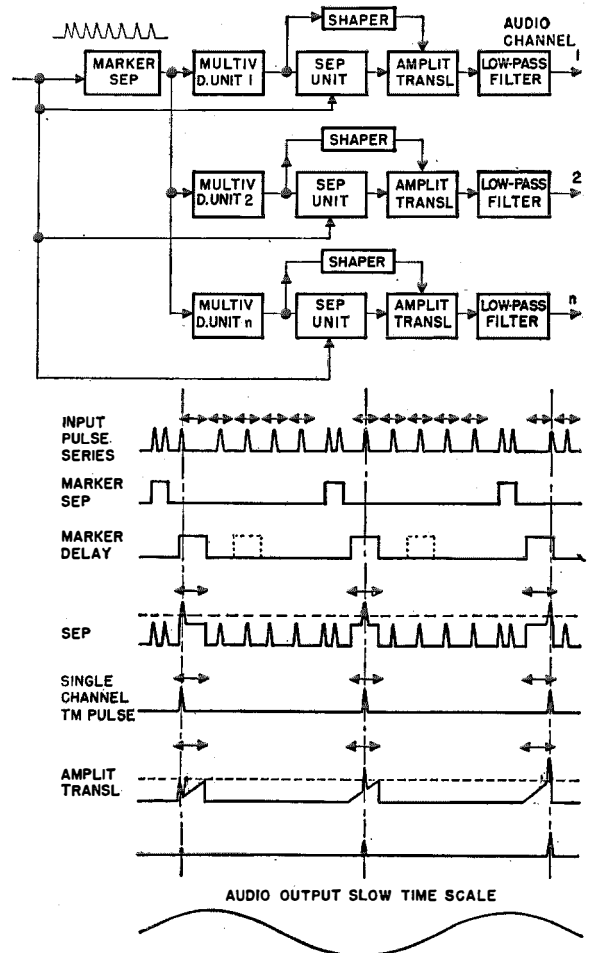 SHAPER
AUDIO
CHANNEL
MARKER
SEP
MULTIV
D.UNIT 1
SEP
UNIT
AMPLIT
TRANSL
LOW-PASS
FILTER
1
SHAPER
MULTIV
D.UNIT 2
SEP
UNIT
AMPLIT
TRANSL
LOW-PASS
FILTER
2
SHAPER
MULTIV
D.UNIT n
SEP
UNIT
AMPLIT
TRANSL
LOW-PASS
FILTER
n
INPUT
PULSE
SERIES
MARKER
SEP
MARKER
DELAY
SEP
SINGLE
CHANNEL
TM PULSE
AMPLIT
TRANSL
AUDIO OUTPUT SLOW TIME SCALE